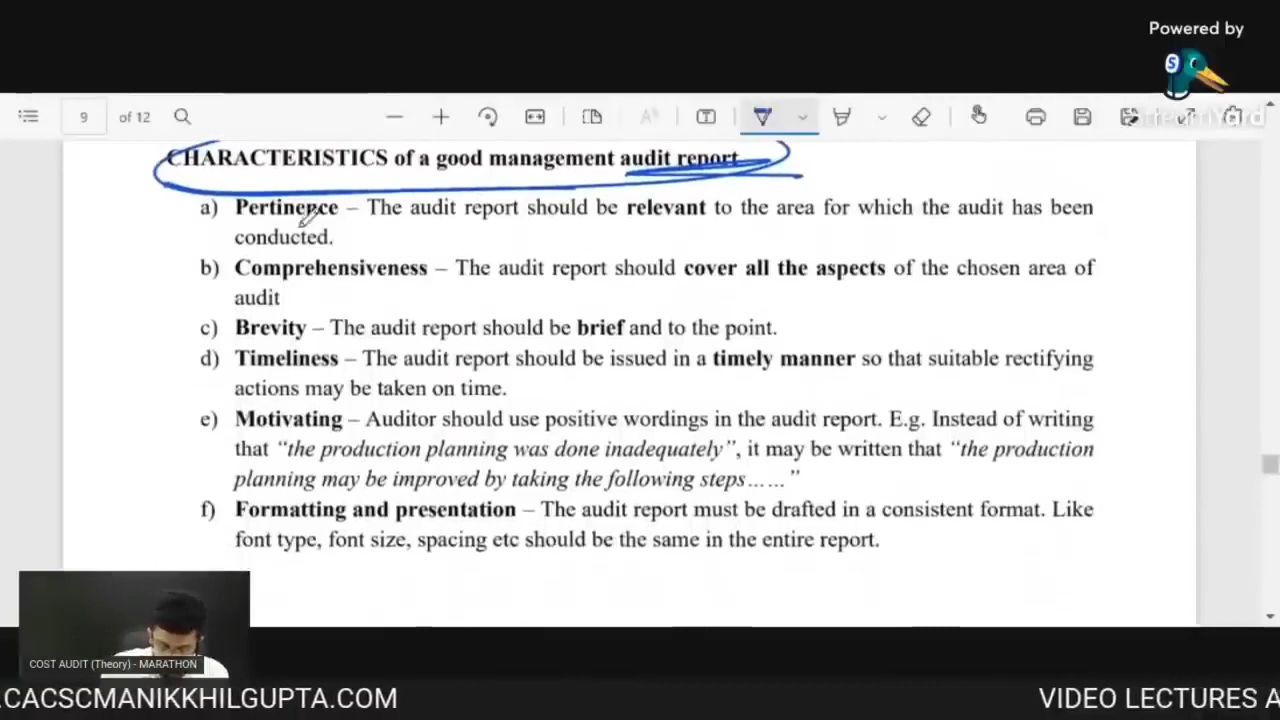 Powered by
S
9 of 12
CHARACTERISTICS of a good management audit report
a) Pertinence – The audit report should be relevant to the area for which the audit has been
conducted.
b) Comprehensiveness – The audit report should cover all the aspects of the chosen area of
audit
c) Brevity – The audit report should be brief and to the point.
d) Timeliness – The audit report should be issued in a timely manner so that suitable rectifying
actions may be taken on time.
e) Motivating – Auditor should use positive wordings in the audit report. E.g. Instead of writing
that “the production planning was done inadequately”, it may be written that “the production
planning may be improved by taking the following steps……”
f) Formatting and presentation – The audit report must be drafted in a consistent format. Like
font type, font size, spacing etc should be the same in the entire report.
COST AUDIT (Theory) - MARATHON
.CACSCMANIKKHILGUPTA.COM VIDEO LECTURES A